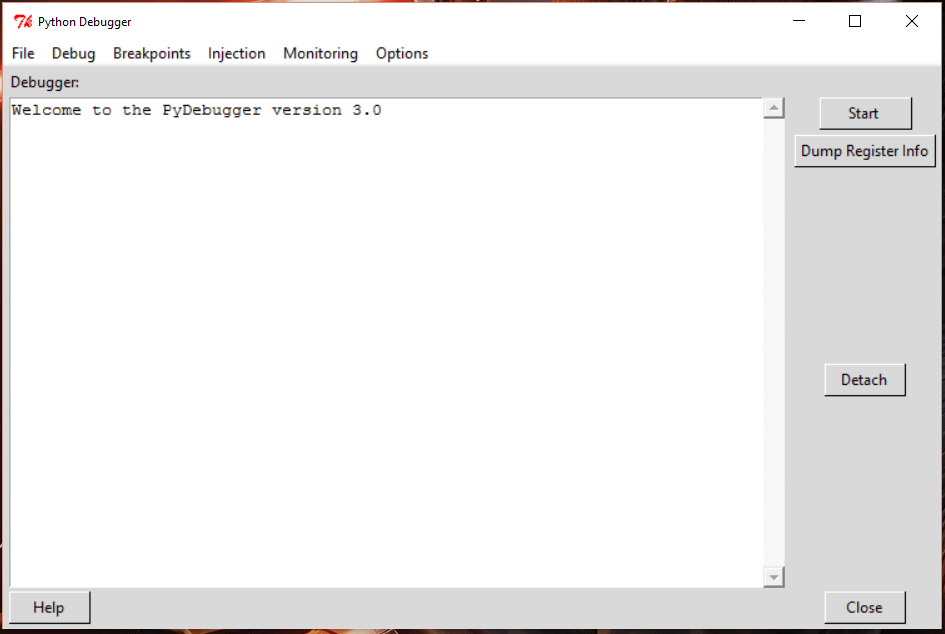 Python Debugger
File Debug Breakpoints Injection Monitoring Options
Debugger:
Welcome to the PyDebugger version 3.0
Start
Dump Register Info
Detach
Help
Close